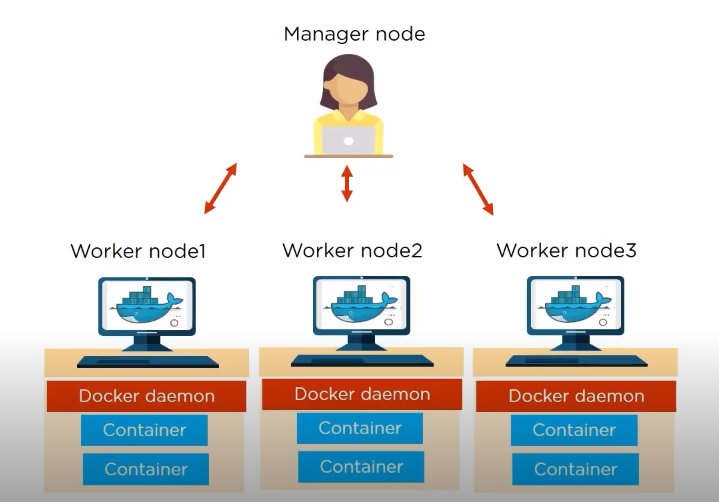 Manager node
Worker node1
Worker node2
Worker node3
Docker daemon
Docker daemon
Docker daemon
Container
Container
Container
Container
Container
Container